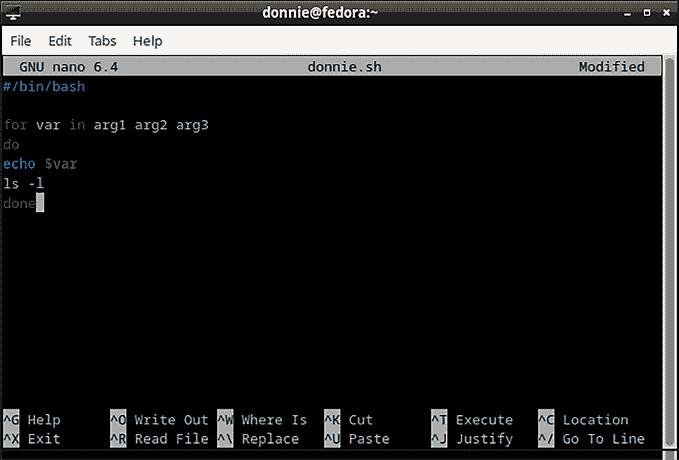 donnie@fedora:~
File Edit Tabs Help
GNU nano 6.4 donnie.sh Modified
#/bin/bash
for var in arg1 arg2 arg3
do
echo $var
ls -l
done
^G Help ^O Write Out ^W Where Is ^K Cut ^T Execute ^C Location
^X Exit ^R Read File ^\ Replace ^U Paste ^J Justify ^/ Go To Line